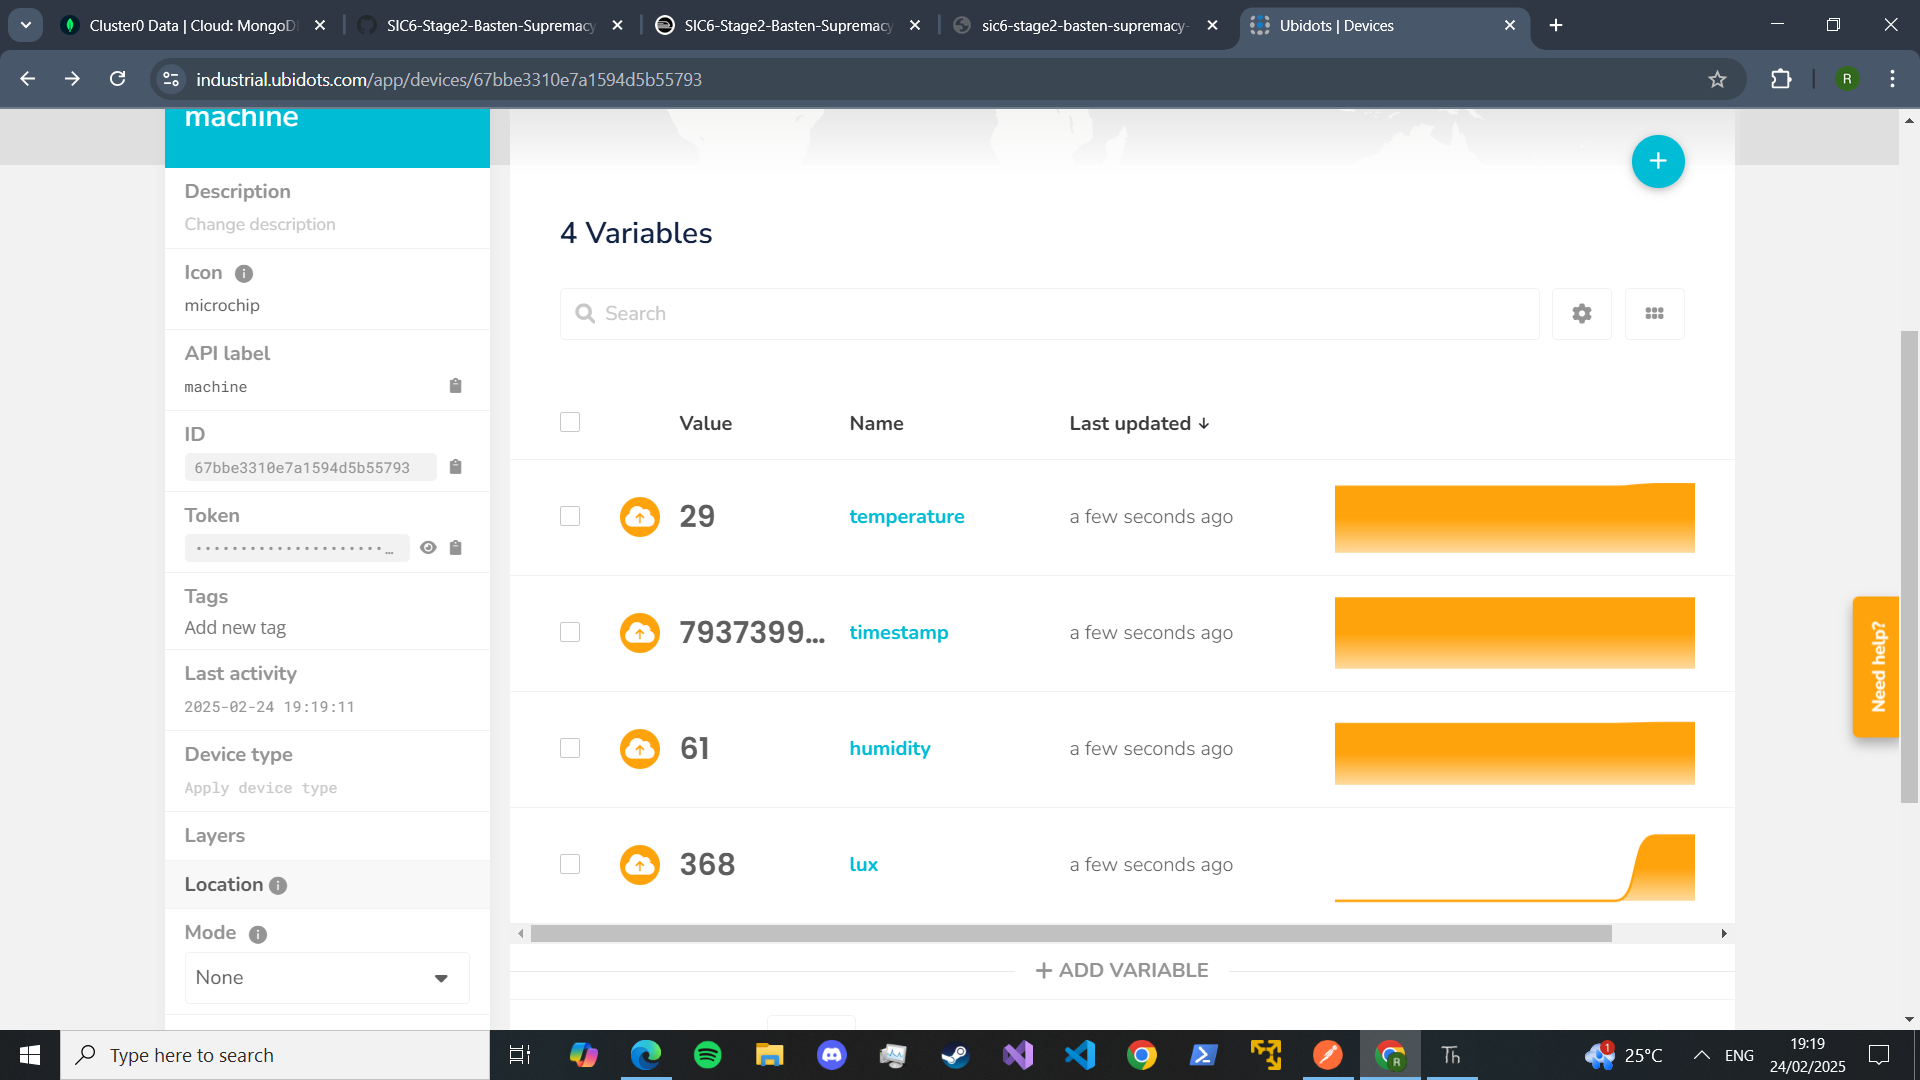 Cluster0 Data | Cloud: MongoD
SIC6-Stage2-Basten-Supremacy
SIC6-Stage2-Basten-Supremacy
sic6-stage2-basten-supremacy-
Ubidots | Devices
industrial.ubidots.com/app/devices/67bbe3310e7a1594d5b55793
R
machine
Description
Change description
Icon
microchip
API label
machine
ID
67bbe3310e7a1594d5b55793
Token
•••••••••••••••••••••…
Tags
Add new tag
Last activity
2025-02-24 19:19:11
Device type
Apply device type
Layers
Location
Mode
None
4 Variables
Search
Value Name Last updated
29 temperature a few seconds ago
7937399... timestamp a few seconds ago
61 humidity a few seconds ago
368 lux a few seconds ago
ADD VARIABLE
Need help?
Type here to search
R
Th
1
25°C
ENG
19:19
24/02/2025